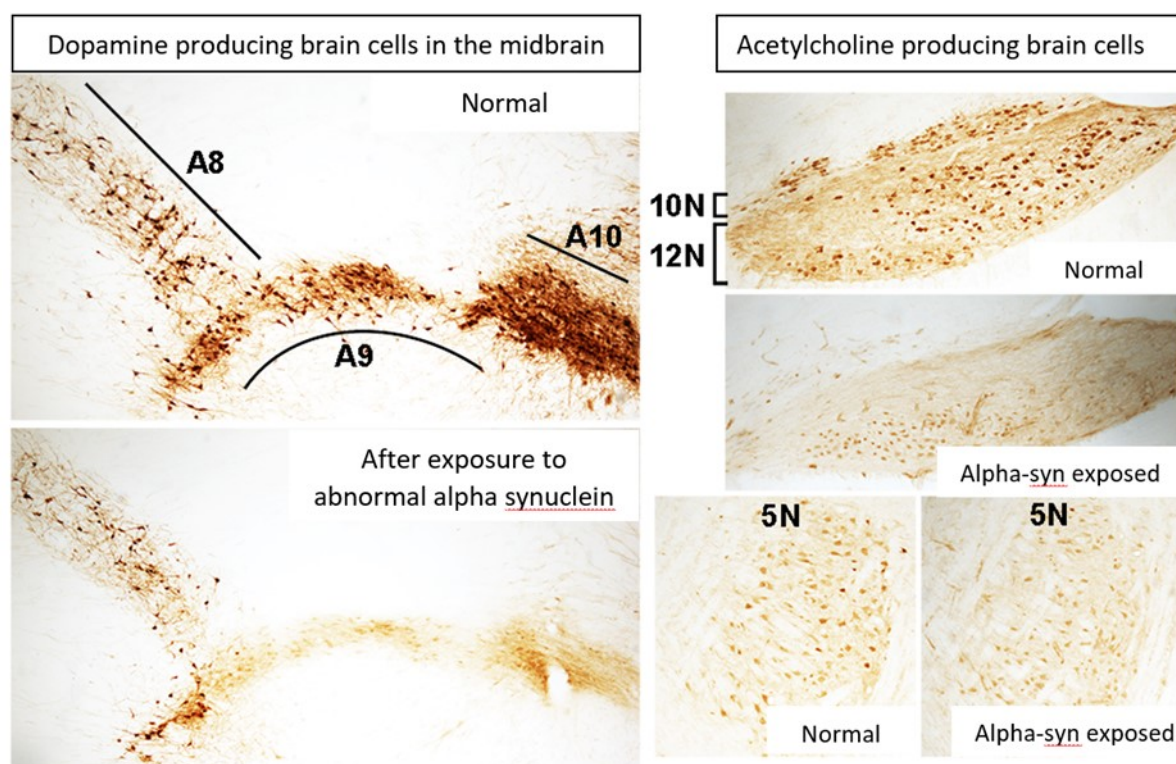 Dopamine producing brain cells in the midbrain
Normal
A8
A10
A9
After exposure to
abnormal alpha synuclein
Acetylcholine producing brain cells
10N
12N
Normal
Alpha-syn exposed
5N
Normal
5N
Alpha-syn exposed